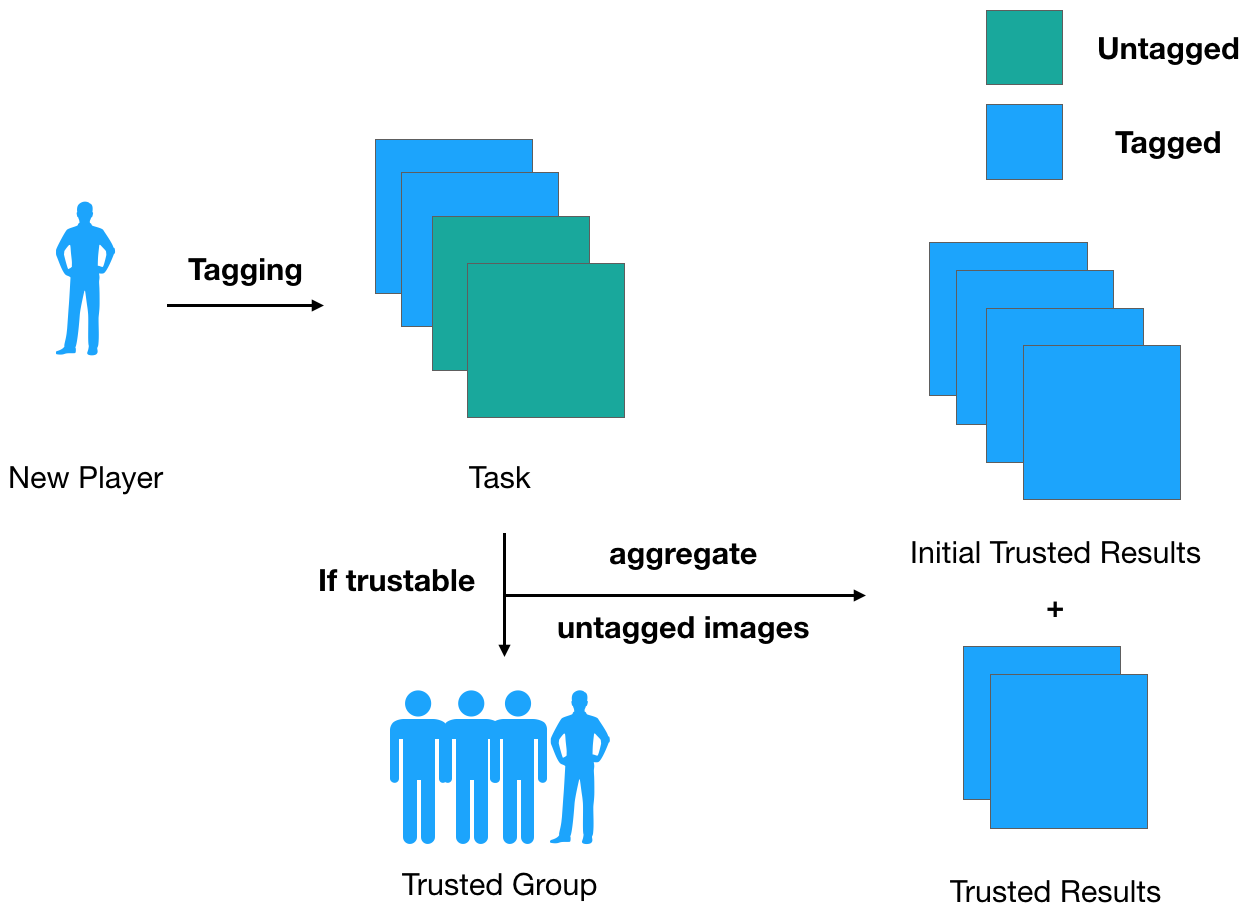 Untagged
Tagged
Tagging
New Player
Task
If trustable
aggregate
untagged images
Initial Trusted Results
+
Trusted Group
Trusted Results